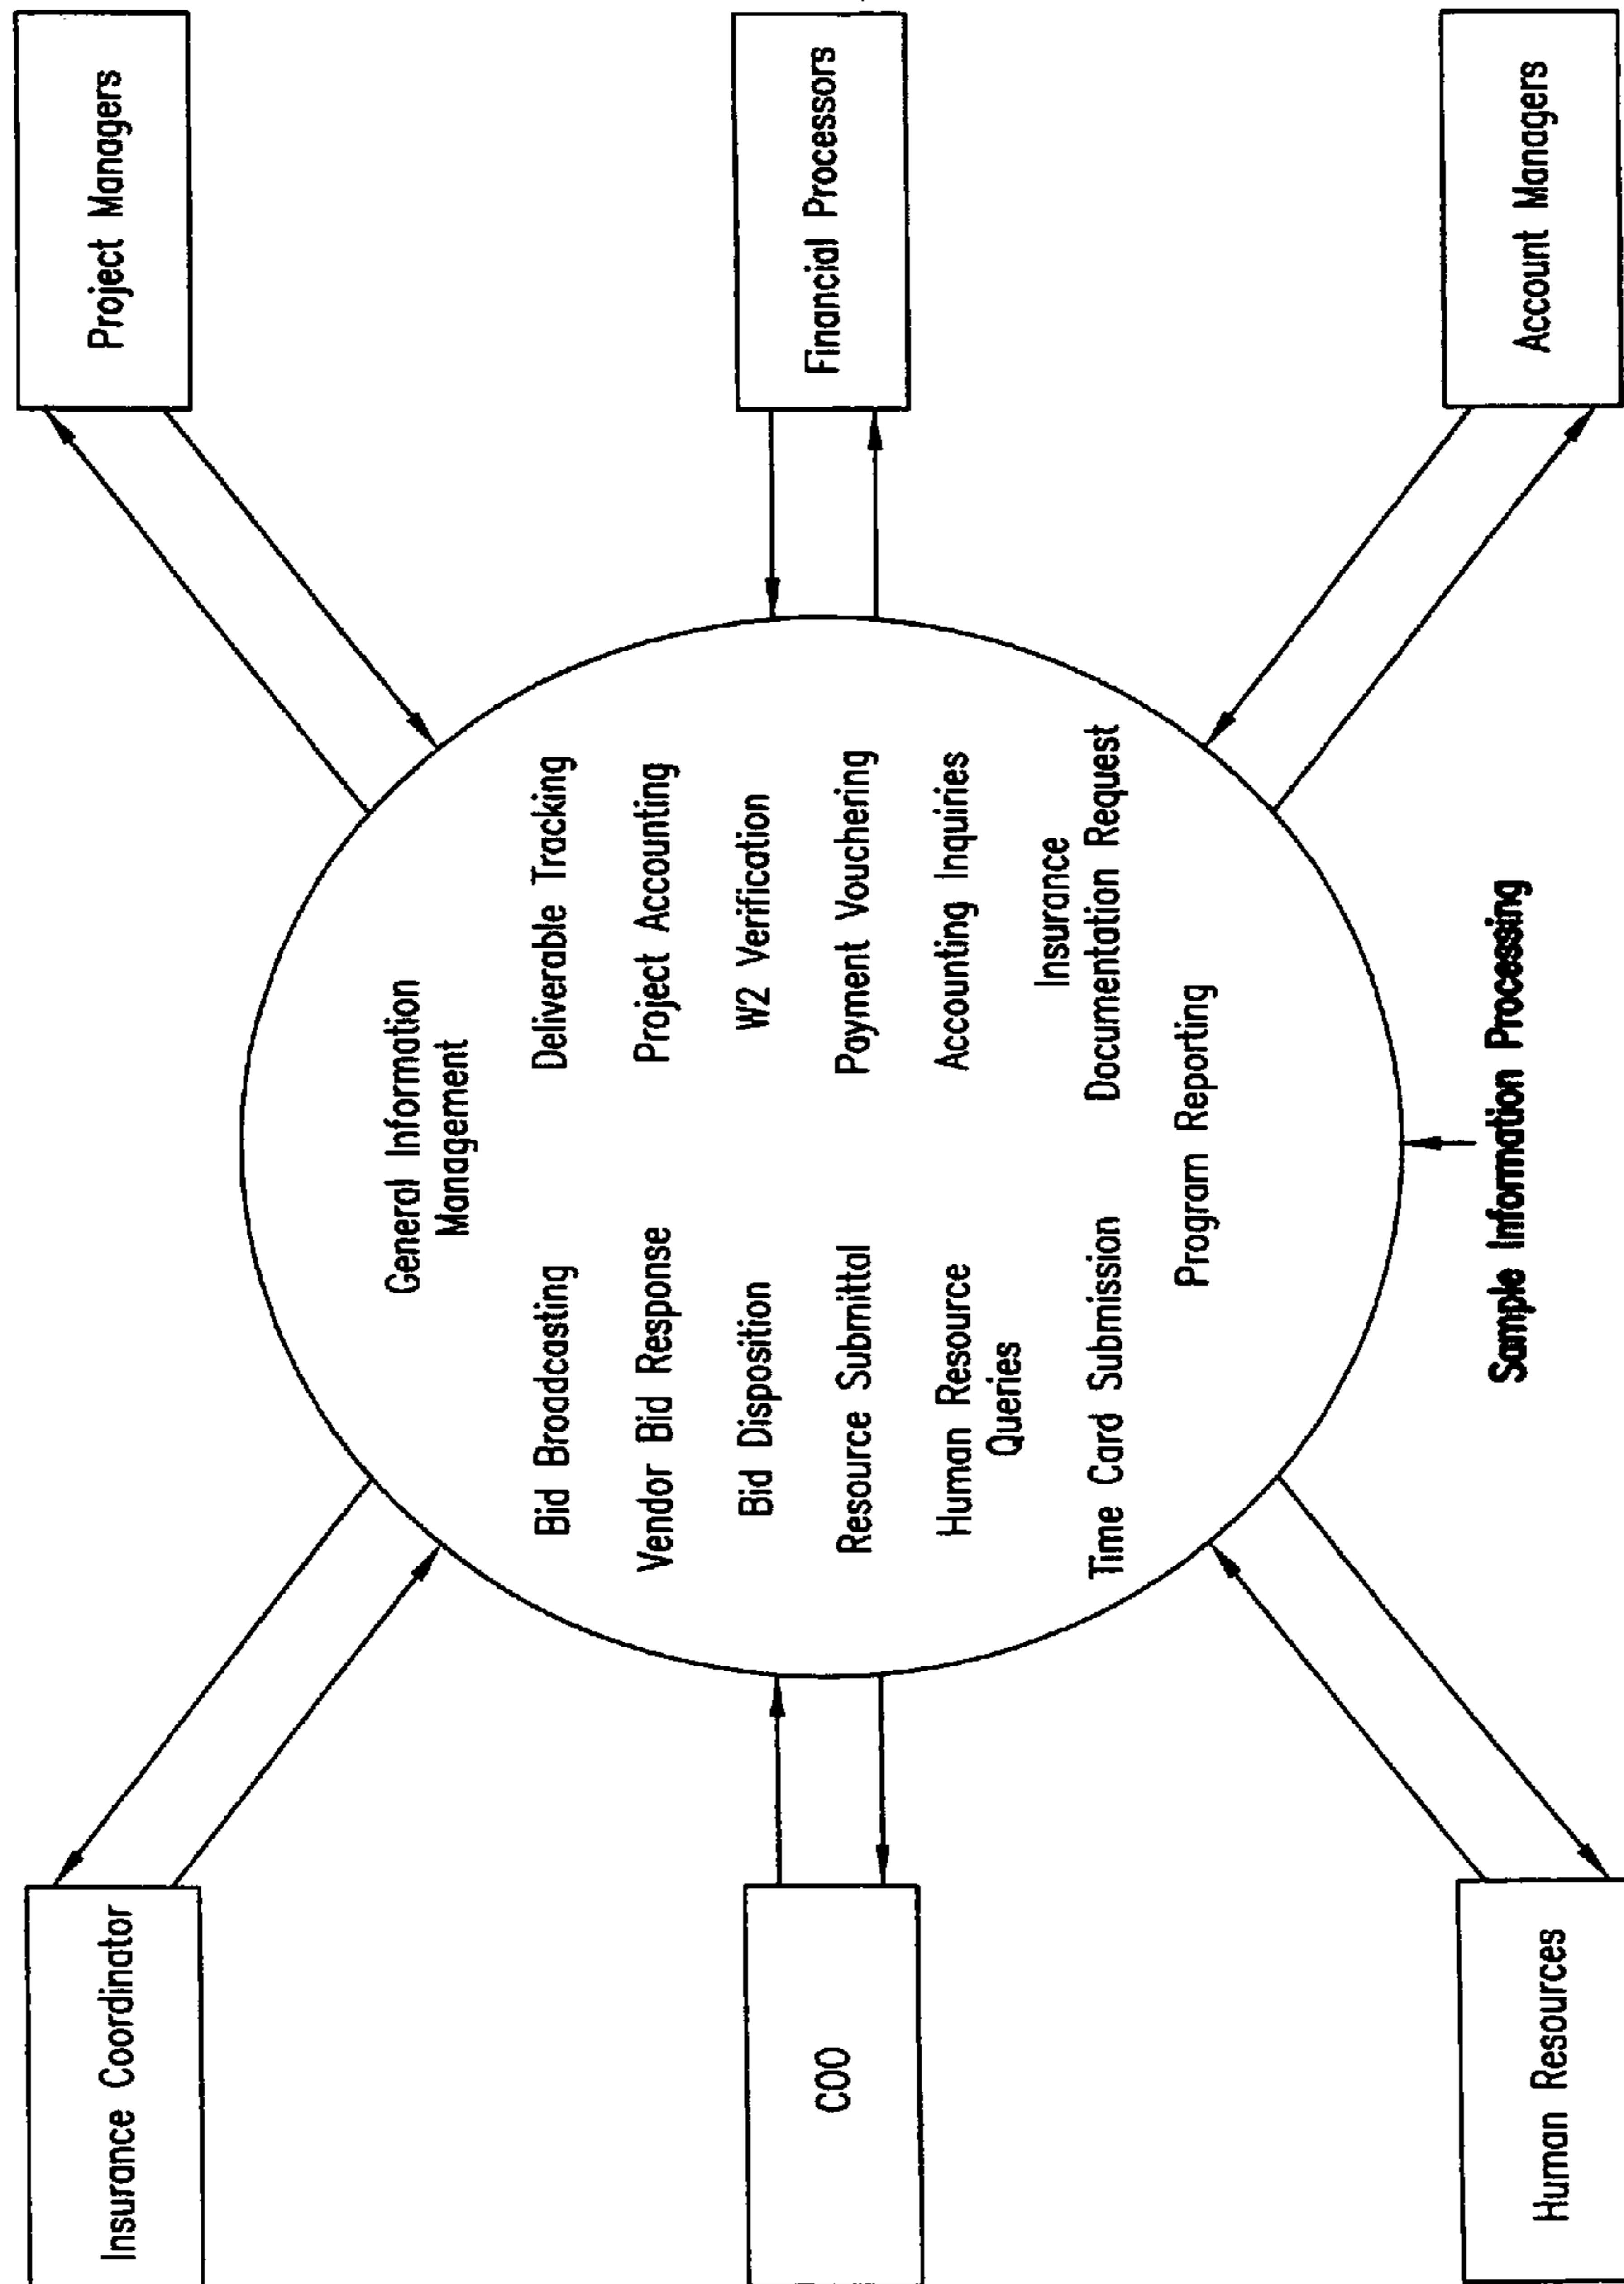 Insurance Coordinator
Project Managers
General Information
Management
Bid Broadcasting
Deliverable Tracking
Vendor Bid Response
Project Accounting
Bid Disposition
W2 Verification
COO
Financial Processors
Resource Submittal
Payment Vouchering
Human Resource
Queries
Accounting Inquiries
Time Card Submission
Insurance
Documentation Request
Program Reporting
Human Resources
Account Managers
Sample Information Processing